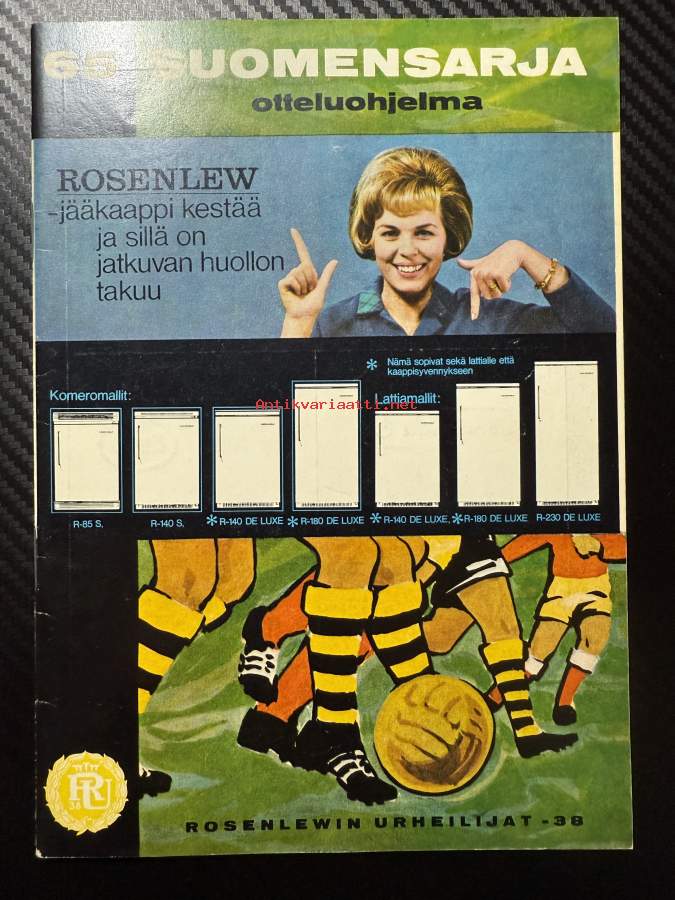 65 SUOMENSARJA
otteluohjelma
ROSENLEW
-jääkaappi kestää
ja sillä on
jatkuvan huollon
takuu
* Nämä sopivat sekä lattialle että
kaappisyvennykseen
Komeromallit:
Lattiamallit:
Antikvariaatti.net
R-85 S.
R-140 S,
*R-140 DE LUXE
*R-180 DE LUXE
*R-140 DE LUXE,
*R-180 DE LUXE
R-230 DE LUXE
RU
38
ROSENLEWIN URHEILIJAT -38